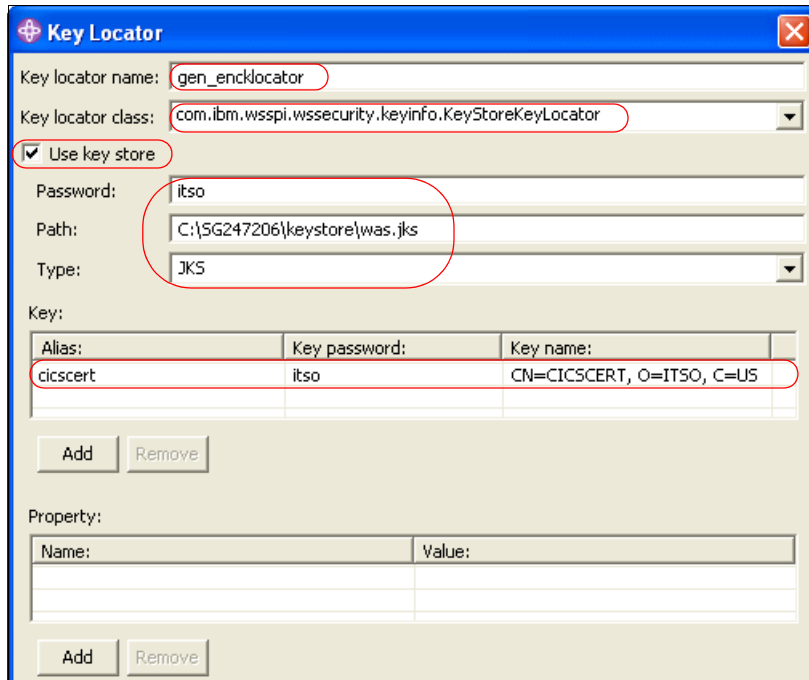 Key Locator
Key locator name: gen_encklocator
Key locator class: com.ibm.wsspi.wssecurity.keyinfo.KeyStoreKeyLocator
Use key store
Password: itso
Path: C:\SG247206\keystore\was.jks
Type: JKS
Key:
Alias: Key password: Key name:
cicscert itso CN=CICSCERT, O=ITSO, C=US
Add Remove
Property:
Name: Value:
Add Remove